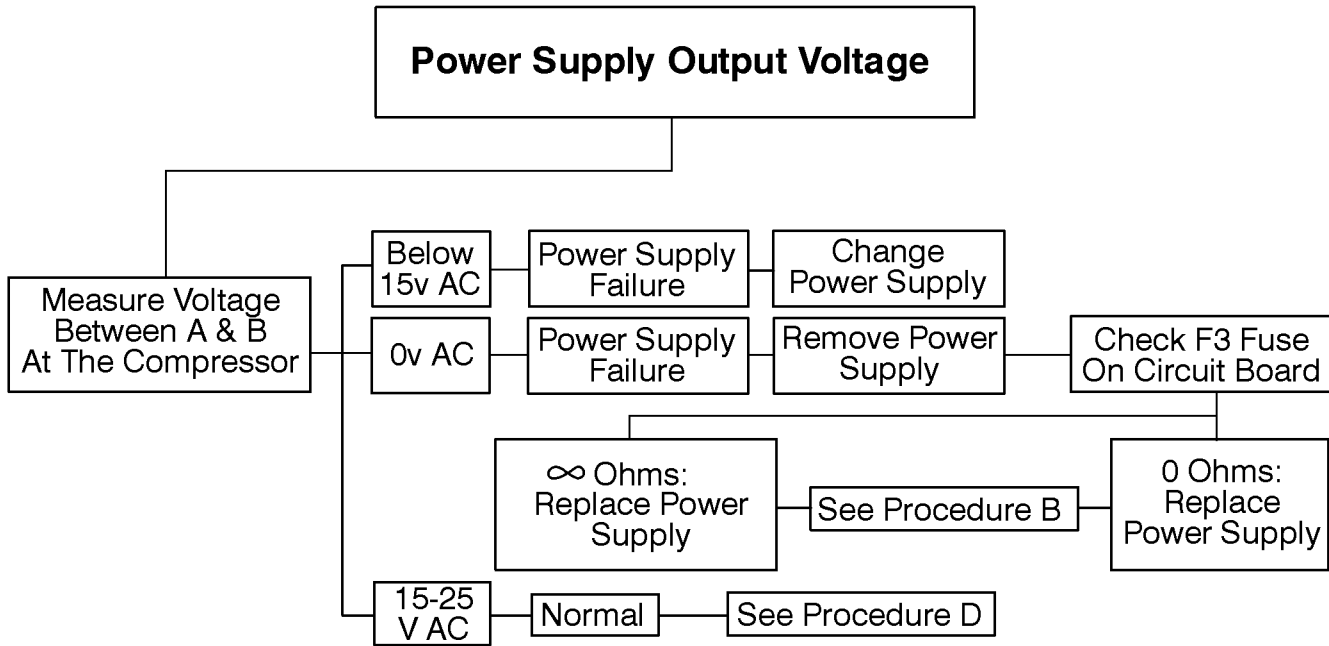 Power Supply Output Voltage
Measure Voltage
Between A & B
At The Compressor
Below
15v AC
Power Supply
Failure
Change
Power Supply
0v AC
Power Supply
Failure
Remove Power
Supply
Check F3 Fuse
On Circuit Board
∞ Ohms:
Replace Power
Supply
See Procedure B
0 Ohms:
Replace
Power Supply
15-25
V AC
Normal
See Procedure D